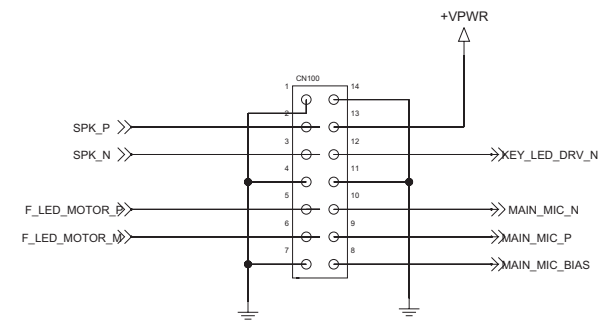 +VPWR
CN100
1 14
2 13
SPK_P
3 12
SPK_N KEY_LED_DRV_N
4 11
5 10
F_LED_MOTOR_P MAIN_MIC_N
6 9
F_LED_MOTOR_M MAIN_MIC_P
7 8
MAIN_MIC_BIAS